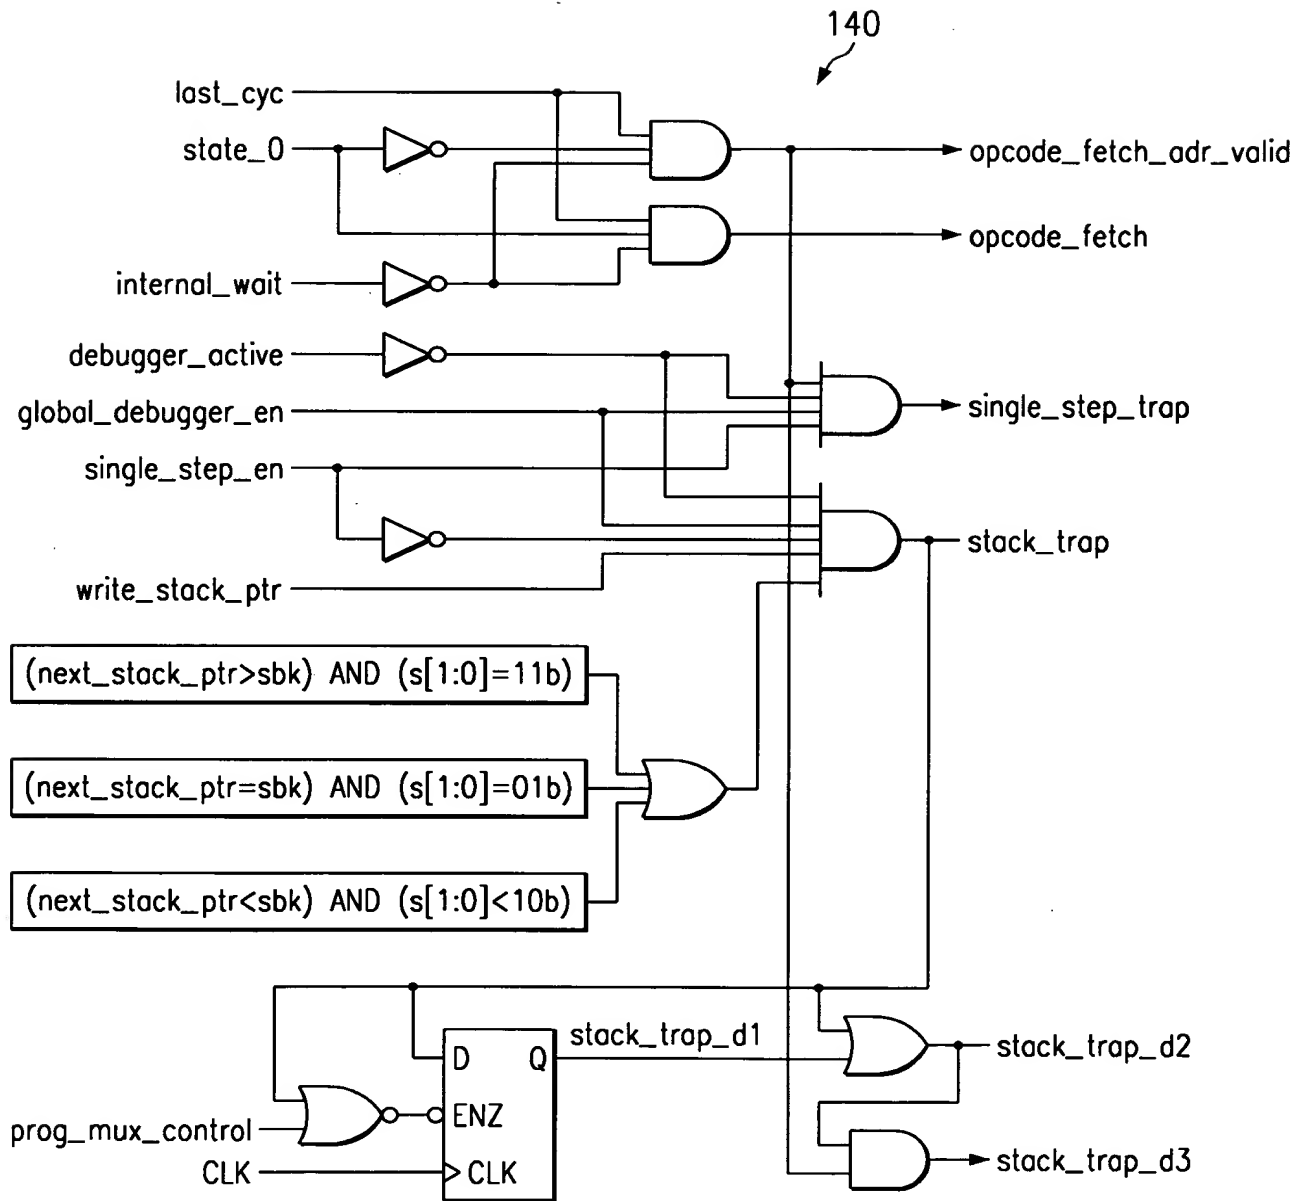 140
last_cyc
state_0
opcode_fetch_adr_valid
opcode_fetch
internal_wait
debugger_active
global_debugger_en
single_step_trap
single_step_en
stack_trap
write_stack_ptr
(next_stack_ptr>sbk) AND (s[1:0]=11b)
(next_stack_ptr=sbk) AND (s[1:0]=01b)
(next_stack_ptr<sbk) AND (s[1:0]<10b)
stack_trap_d1
D Q
stack_trap_d2
ENZ
prog_mux_control
CLK
CLK
stack_trap_d3